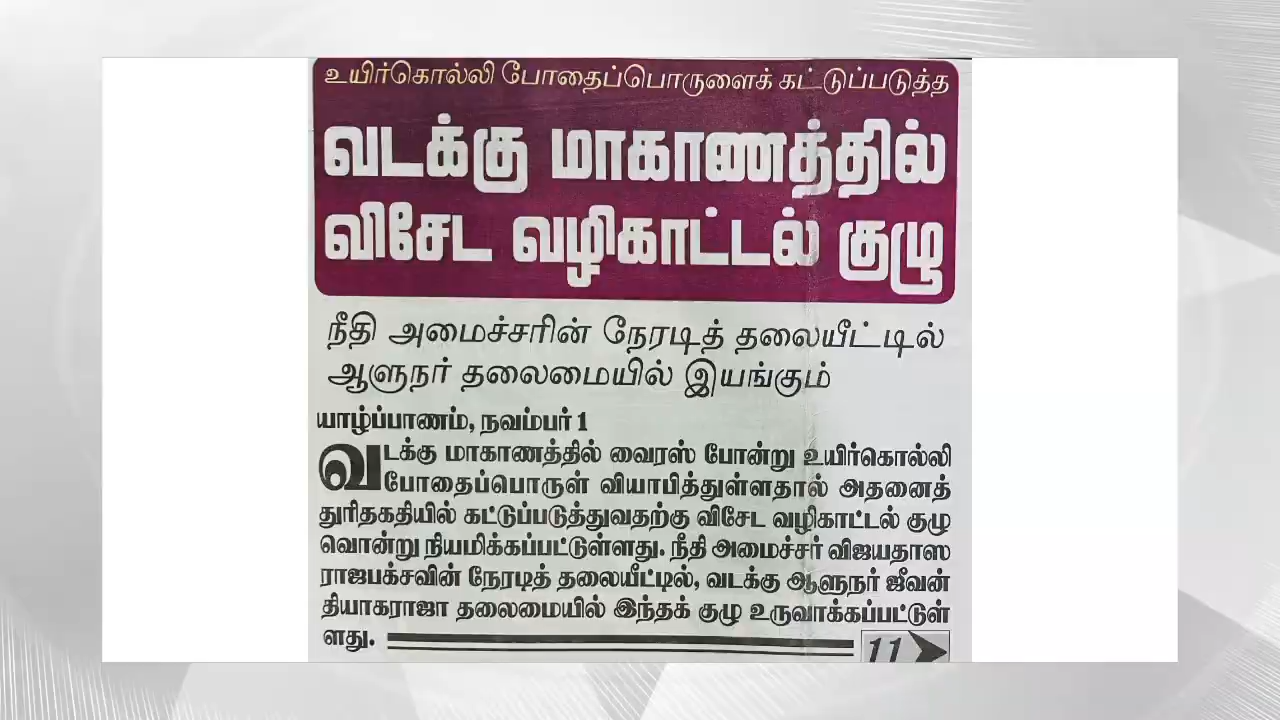 உயிர்கொல்லி போதைப்பொருளைக் கட்டுப்படுத்த
வடக்கு மாகாணத்தில்
விசேட வழிகாட்டல் குழு
நீதி அமைச்சரின் நேரடித் தலையீட்டில்
ஆளுநர் தலைமையில் இயங்கும்
யாழ்ப்பாணம், நவம்பர் 1
வடக்கு மாகாணத்தில் வைரஸ் போன்று உயிர்கொல்லி
போதைப்பொருள் வியாபித்துள்ளதால் அதனைத்
துரிதகதியில் கட்டுப்படுத்துவதற்கு விசேட வழிகாட்டல் குழு
வொன்று நியமிக்கப்பட்டுள்ளது. நீதி அமைச்சர் விஜயதாஸ
ராஜபக்சவின் நேரடித் தலையீட்டில், வடக்கு ஆளுநர் ஜீவன்
தியாகராஜா தலைமையில் இந்தக் குழு உருவாக்கப்பட்டுள்
ளது.
11